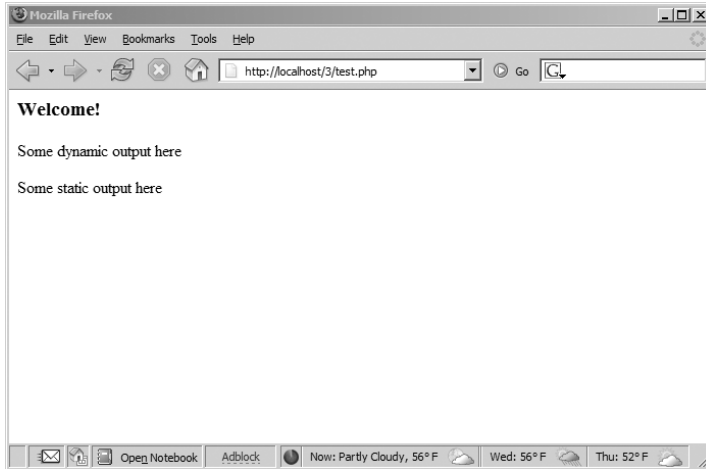 Mozilla Firefox
File Edit View Bookmarks Tools Help
http://localhost/3/test.php Go G
Welcome!
Some dynamic output here
Some static output here
Open Notebook Adblock Now: Partly Cloudy, 56° F Wed: 56° F Thu: 52° F